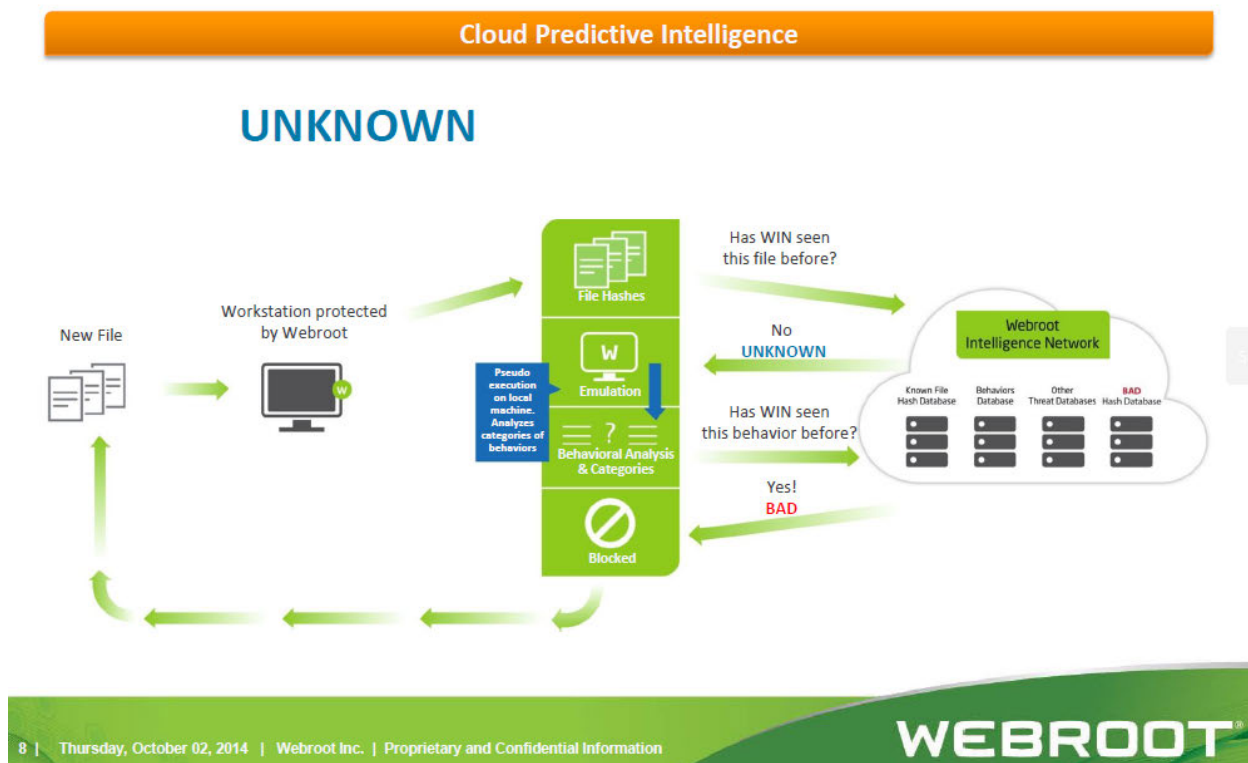 Cloud Predictive Intelligence
UNKNOWN
New File
Workstation protected
by Webroot
W
File Hashes
W
Emulation
Pseudo
execution
on local
machine.
Analyzes
categories of
behaviors
?
Behavioral Analysis
& Categories
Blocked
Has WIN seen
this file before?
No
UNKNOWN
Has WIN seen
this behavior before?
Yes!
BAD
Webroot
Intelligence Network
Known File
Hash Database
Behaviors
Database
Other
Threat Databases
BAD
Hash Database
8 | Thursday, October 02, 2014 | Webroot Inc. | Proprietary and Confidential Information
WEBROOT®